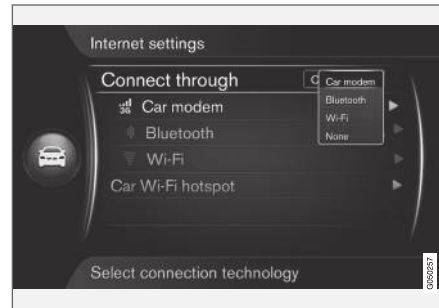 Internet settings
Connect through
C
Car modem
Bluetooth
Wi-Fi
None
3G Car modem
Bluetooth
Wi-Fi
Car Wi-Fi hotspot
Select connection technology
G050257